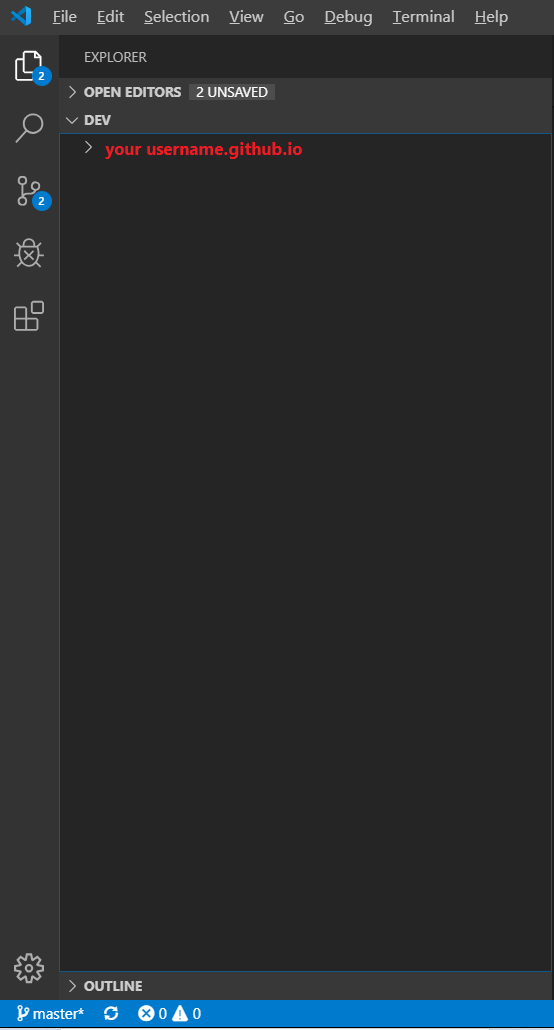 File Edit Selection View Go Debug Terminal Help
EXPLORER
2
OPEN EDITORS 2 UNSAVED
DEV
your username.github.io
2
OUTLINE
master* 0 0